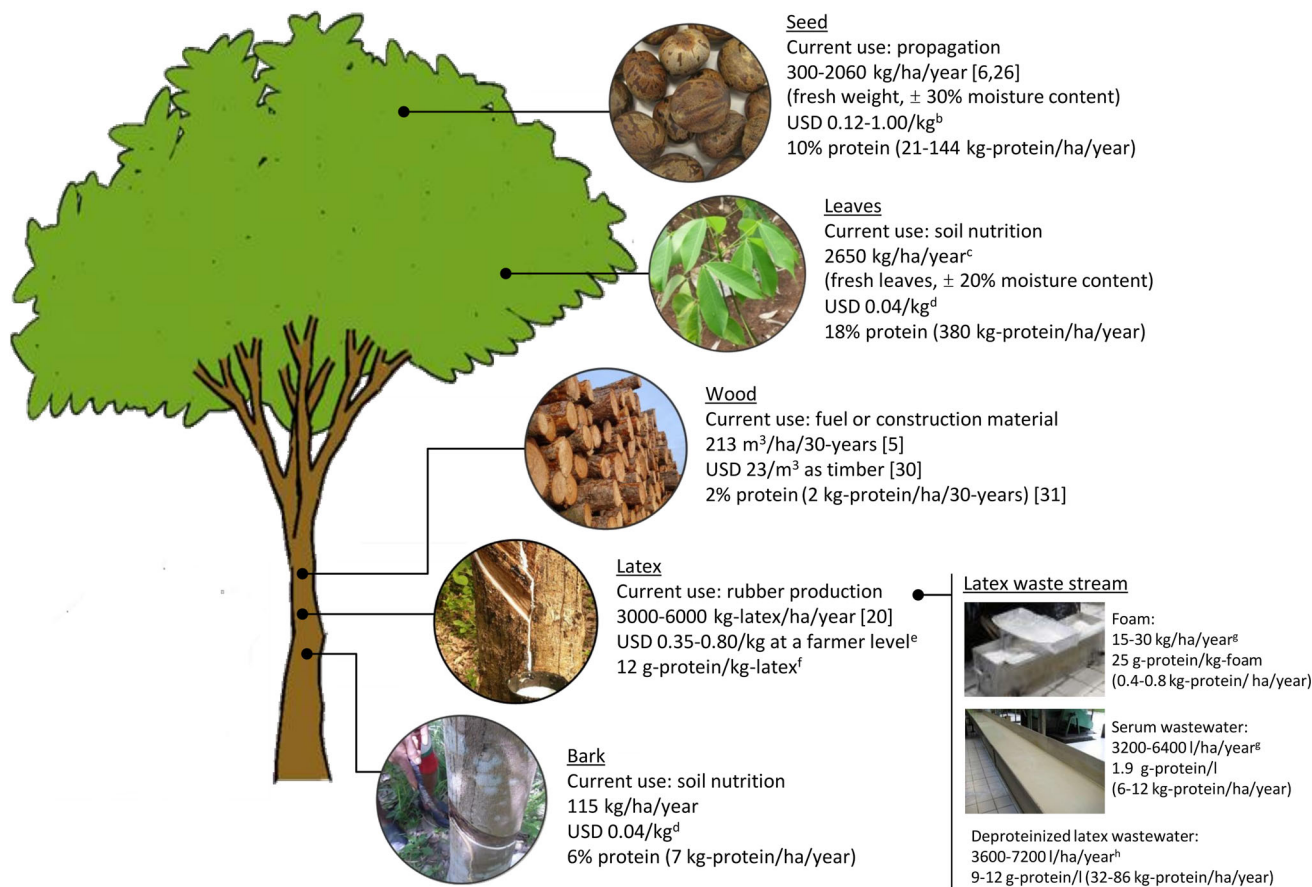 Seed
Current use: propagation
300-2060 kg/ha/year [6,26]
(fresh weight, ± 30% moisture content)
USD 0.12-1.00/kgᵇ
10% protein (21-144 kg-protein/ha/year)
Leaves
Current use: soil nutrition
2650 kg/ha/yearᶜ
(fresh leaves, ± 20% moisture content)
USD 0.04/kgᵈ
18% protein (380 kg-protein/ha/year)
Wood
Current use: fuel or construction material
213 m³/ha/30-years [5]
USD 23/m³ as timber [30]
2% protein (2 kg-protein/ha/30-years) [31]
Latex
Current use: rubber production
3000-6000 kg-latex/ha/year [20]
USD 0.35-0.80/kg at a farmer levelᵉ
12 g-protein/kg-latexᶠ
Latex waste stream
Foam:
15-30 kg/ha/yearᵍ
25 g-protein/kg-foam
(0.4-0.8 kg-protein/ ha/year)
Serum wastewater:
3200-6400 l/ha/yearᵍ
1.9 g-protein/l
(6-12 kg-protein/ha/year)
Deproteinized latex wastewater:
3600-7200 l/ha/yearʰ
9-12 g-protein/l (32-86 kg-protein/ha/year)
Bark
Current use: soil nutrition
115 kg/ha/year
USD 0.04/kgᵈ
6% protein (7 kg-protein/ha/year)